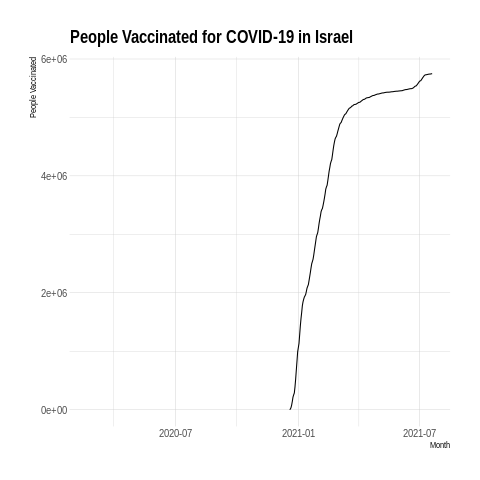 People Vaccinated for COVID-19 in Israel
People Vaccinated
6e+06
4e+06
2e+06
0e+00
2020-07
2021-01
2021-07
Month